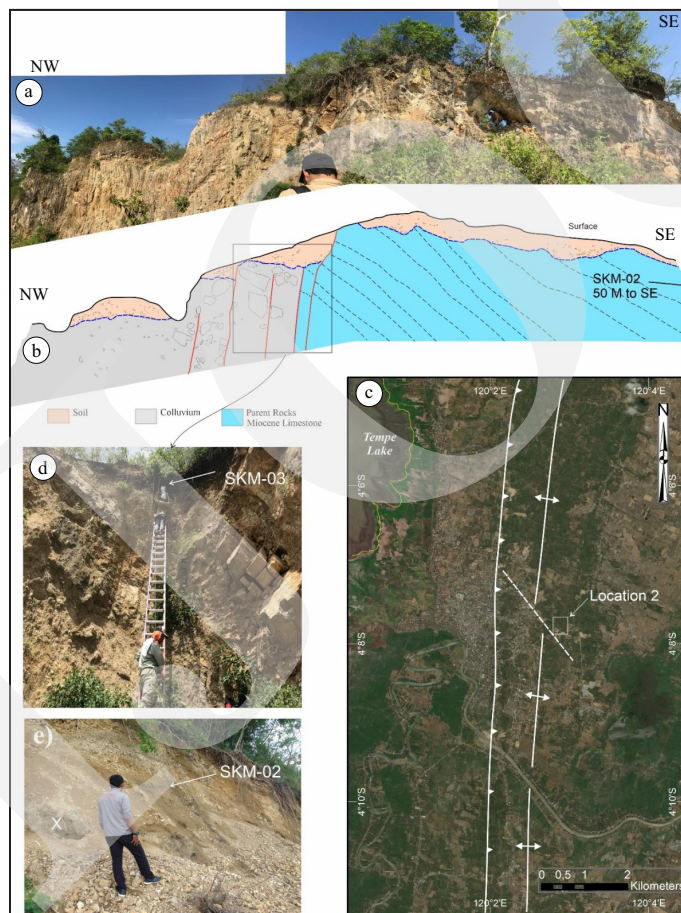 NW
SE
a
Surface
SE
SKM-02
50 M to SE
NW
b
Soil
Colluvium
Parent Rocks
Miocene Limestone
c
120°2'E
120°4'E
N
Tempe
Lake
4°6'S
4°6'S
Location 2
4°8'S
4°8'S
4°10'S
4°10'S
0 0,5 1 2
Kilometers
120°2'E
120°4'E
d
SKM-03
e)
SKM-02
X